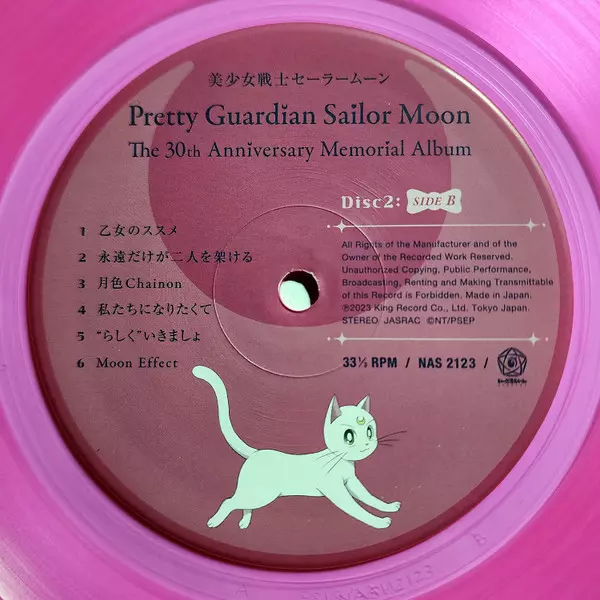 美少女戦士セーラームーン
Pretty Guardian Sailor Moon
The 30th Anniversary Memorial Album
Disc2: SIDE B
1 乙女のススメ
2 永遠だけが二人を架ける
3 月色Chainon
4 私たちになりたくて
5 “らしく”いきましょ
6 Moon Effect
All Rights of the Manufacturer and of the
Owner of the Recorded Work Reserved.
Unauthorized Copying, Public Performance,
Broadcasting, Renting and Making Transmittable
of this Record is Forbidden. Made in Japan.
℗2023 King Record Co., Ltd. Tokyo Japan.
STEREO JASRAC ©NT/PSEP
33⅓ RPM / NAS 2123 /